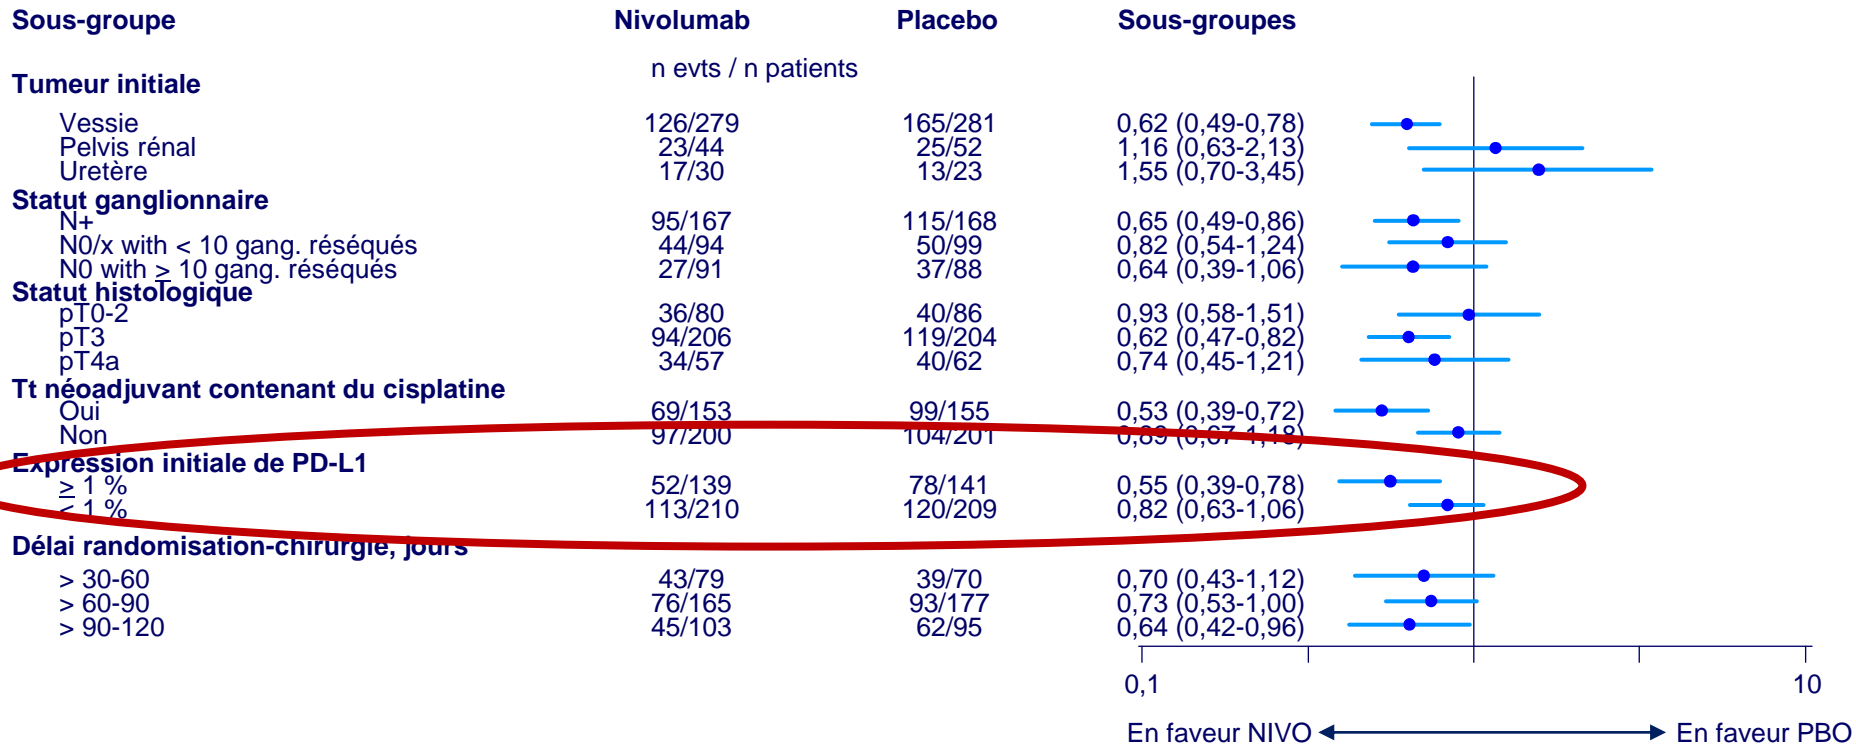 Sous-groupe Nivolumab Placebo Sous-groupes
n evts / n patients
Tumeur initiale
Vessie 126/279 165/281 0,62 (0,49-0,78)
Pelvis rénal 23/44 25/52 1,16 (0,63-2,13)
Uretère 17/30 13/23 1,55 (0,70-3,45)
Statut ganglionnaire
N+ 95/167 115/168 0,65 (0,49-0,86)
N0/x with < 10 gang. réséqués 44/94 50/99 0,82 (0,54-1,24)
N0 with ≥ 10 gang. réséqués 27/91 37/88 0,64 (0,39-1,06)
Statut histologique
pT0-2 36/80 40/86 0,93 (0,58-1,51)
pT3 94/206 119/204 0,62 (0,47-0,82)
pT4a 34/57 40/62 0,74 (0,45-1,21)
Tt néoadjuvant contenant du cisplatine
Oui 69/153 99/155 0,53 (0,39-0,72)
Non 97/200 104/201 0,89 (0,67-1,18)
Expression initiale de PD-L1
≥ 1 % 52/139 78/141 0,55 (0,39-0,78)
< 1 % 113/210 120/209 0,82 (0,63-1,06)
Délai randomisation-chirurgie, jours
> 30-60 43/79 39/70 0,70 (0,43-1,12)
> 60-90 76/165 93/177 0,73 (0,53-1,00)
> 90-120 45/103 62/95 0,64 (0,42-0,96)
0,1 10
En faveur NIVO En faveur PBO